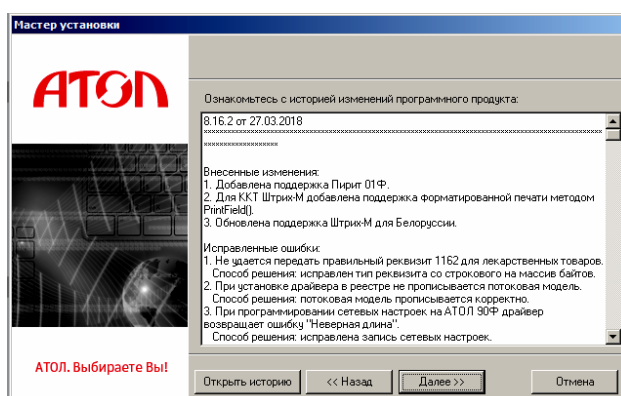 Мастер установки
АТОЛ
Ознакомьтесь с историей изменений программного продукта:
8.16.2 от 27.03.2018
Внесенные изменения:
1. Добавлена поддержка Пирит 01Ф.
2. Для ККТ Штрих-М добавлена поддержка форматированной печати методом
PrintField().
3. Обновлена поддержка Штрих-М для Белоруссии.
Исправленные ошибки:
1. Не удается передать правильный реквизит 1162 для лекарственных товаров.
Способ решения: исправлен тип реквизита со строкового на массив байтов.
2. При установке драйвера в реестре не прописывается потоковая модель.
Способ решения: потоковая модель прописывается корректно.
3. При программировании сетевых настроек на АТОЛ 90Ф драйвер
возвращает ошибку "Неверная длина".
Способ решения: исправлена запись сетевых настроек.
АТОЛ. Выбираете Вы!
Открыть историю
<< Назад
Далее >>
Отмена